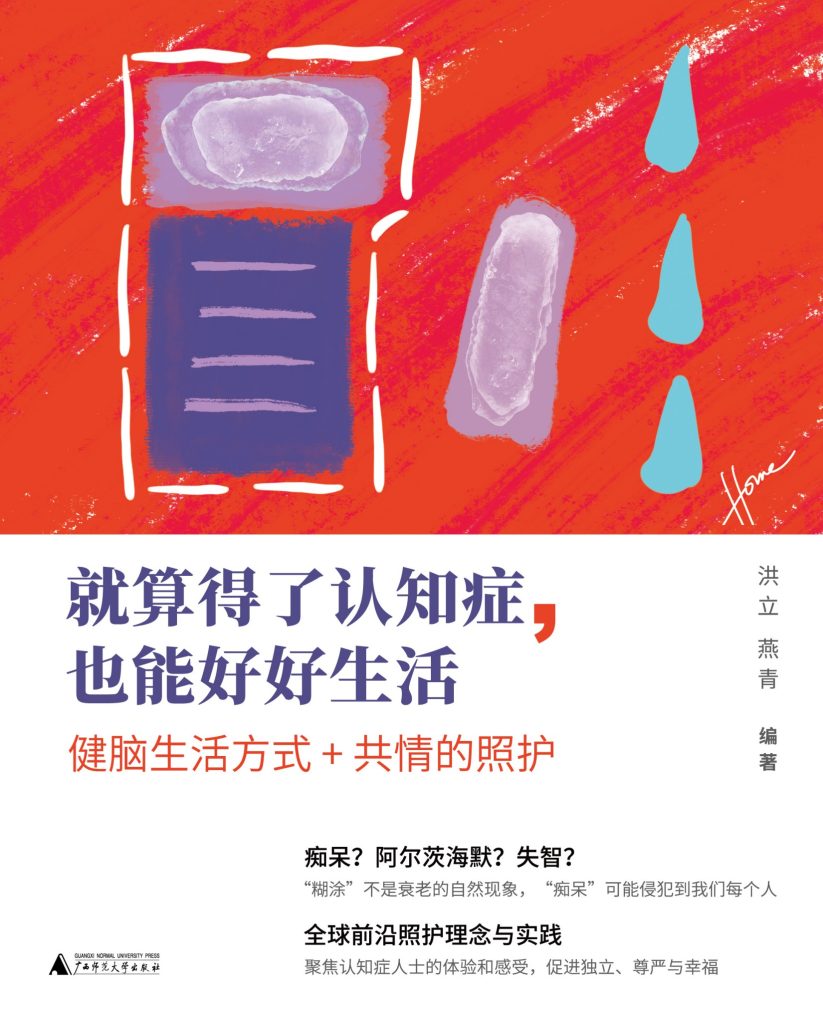 Home
就算得了认知症，
也能好好生活
健脑生活方式 + 共情的照护
洪立 燕青 编著
痴呆？阿尔茨海默？失智？
“糊涂”不是衰老的自然现象，“痴呆”可能侵犯到我们每个人
全球前沿照护理念与实践
聚焦认知症人士的体验和感受，促进独立、尊严与幸福
GUANGXI NORMAL UNIVERSITY PRESS
广西师范大学出版社